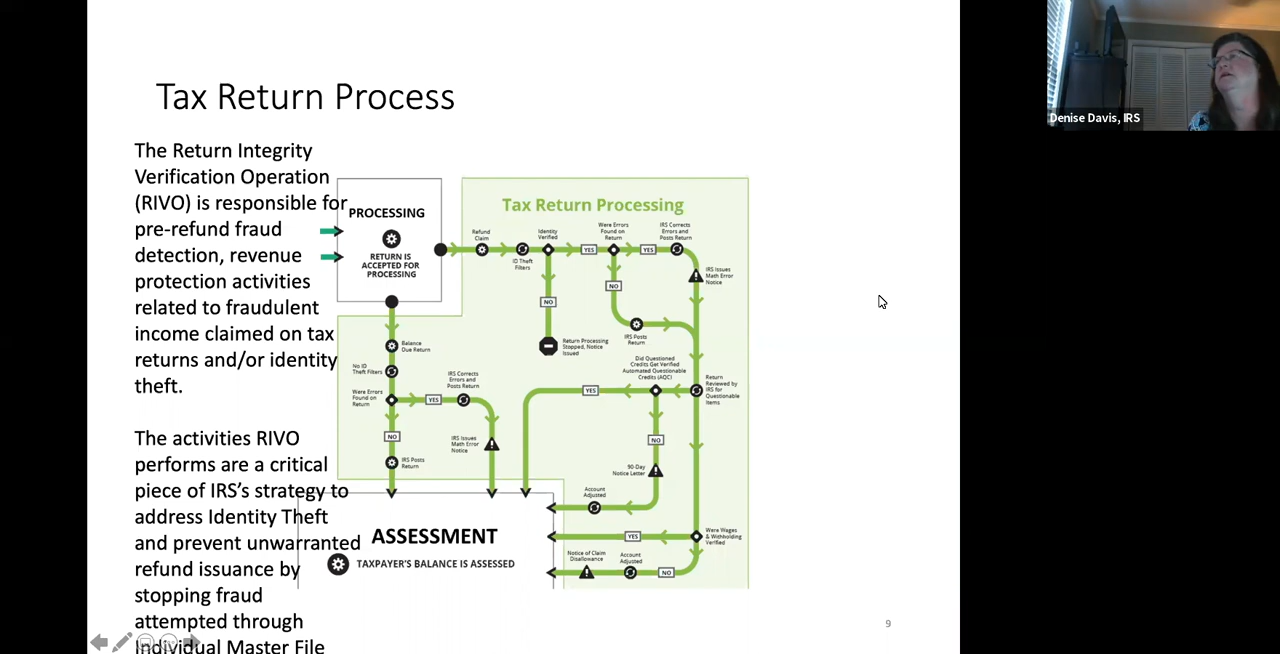 Tax Return Process
The Return Integrity
Verification Operation
(RIVO) is responsible for
pre-refund fraud
detection, revenue
protection activities
related to fraudulent
income claimed on tax
returns and/or identity
theft.
The activities RIVO
performs are a critical
piece of IRS's strategy to
address Identity Theft
and prevent unwarranted
refund issuance by
stopping fraud
attempted through
Individual Master File
PROCESSING
RETURN IS
ACCEPTED FOR
PROCESSING
Tax Return Processing
Refund
Claim
ID Theft
Filters
Identity
Verified
YES
Were Errors
Found on
Return
YES
IRS Corrects
Errors and
Posts Return
IRS Issues
Math Error
Notice
NO
Return Processing
Stopped, Notice
Issued
NO
IRS Posts
Return
Balance
Due Return
No ID
Theft Filters
Were Errors
Found on
Return
YES
IRS Corrects
Errors and
Posts Return
NO
IRS Issues
Math Error
Notice
IRS Posts
Return
Did Questioned
Credits Get Verified
Automated Questionable
Credits (AQC)
YES
Return
Reviewed by
IRS for
Questionable
Items
NO
90-Day
Notice Letter
Account
Adjusted
YES
Were Wages
& Withholding
Verified
Notice of Claim
Disallowance
Account
Adjusted
NO
ASSESSMENT
TAXPAYER'S BALANCE IS ASSESSED
9
Denise Davis, IRS